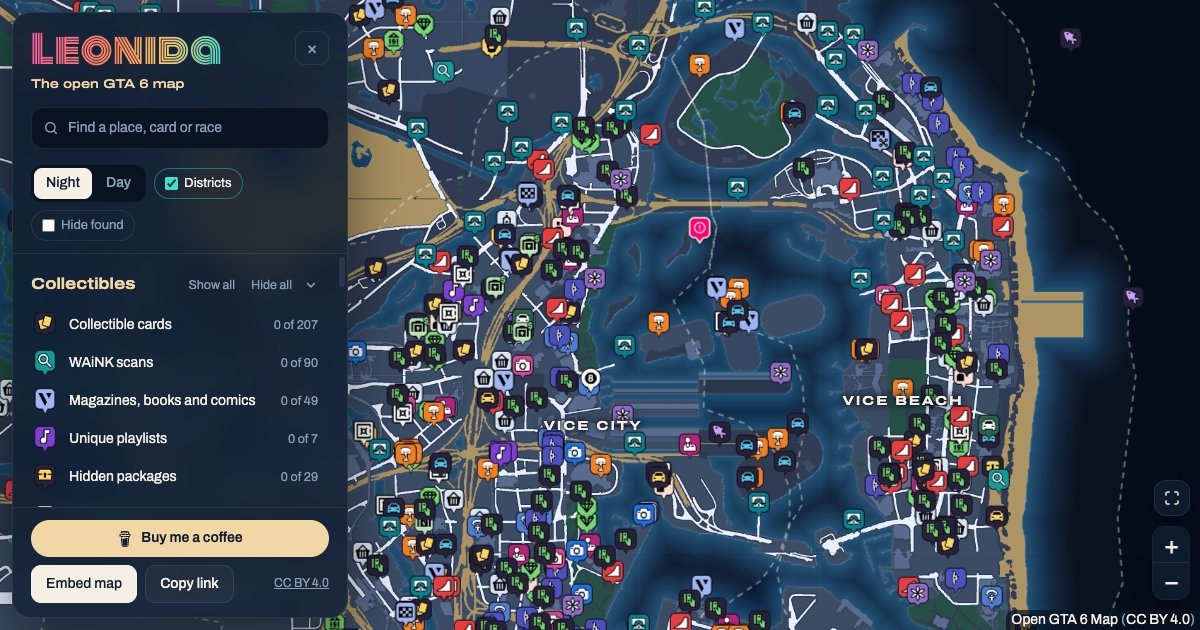 LEONIDA
The open GTA 6 map
Find a place, card or race
Night Day Districts
Hide found
Collectibles Show all Hide all
Collectible cards 0 of 207
WAiNK scans 0 of 90
Magazines, books and comics 0 of 49
Unique playlists 0 of 7
Hidden packages 0 of 29
Buy me a coffee
Embed map Copy link CC BY 4.0
VICE BEACH
VICE CITY
Open GTA 6 Map (CC BY 4.0)